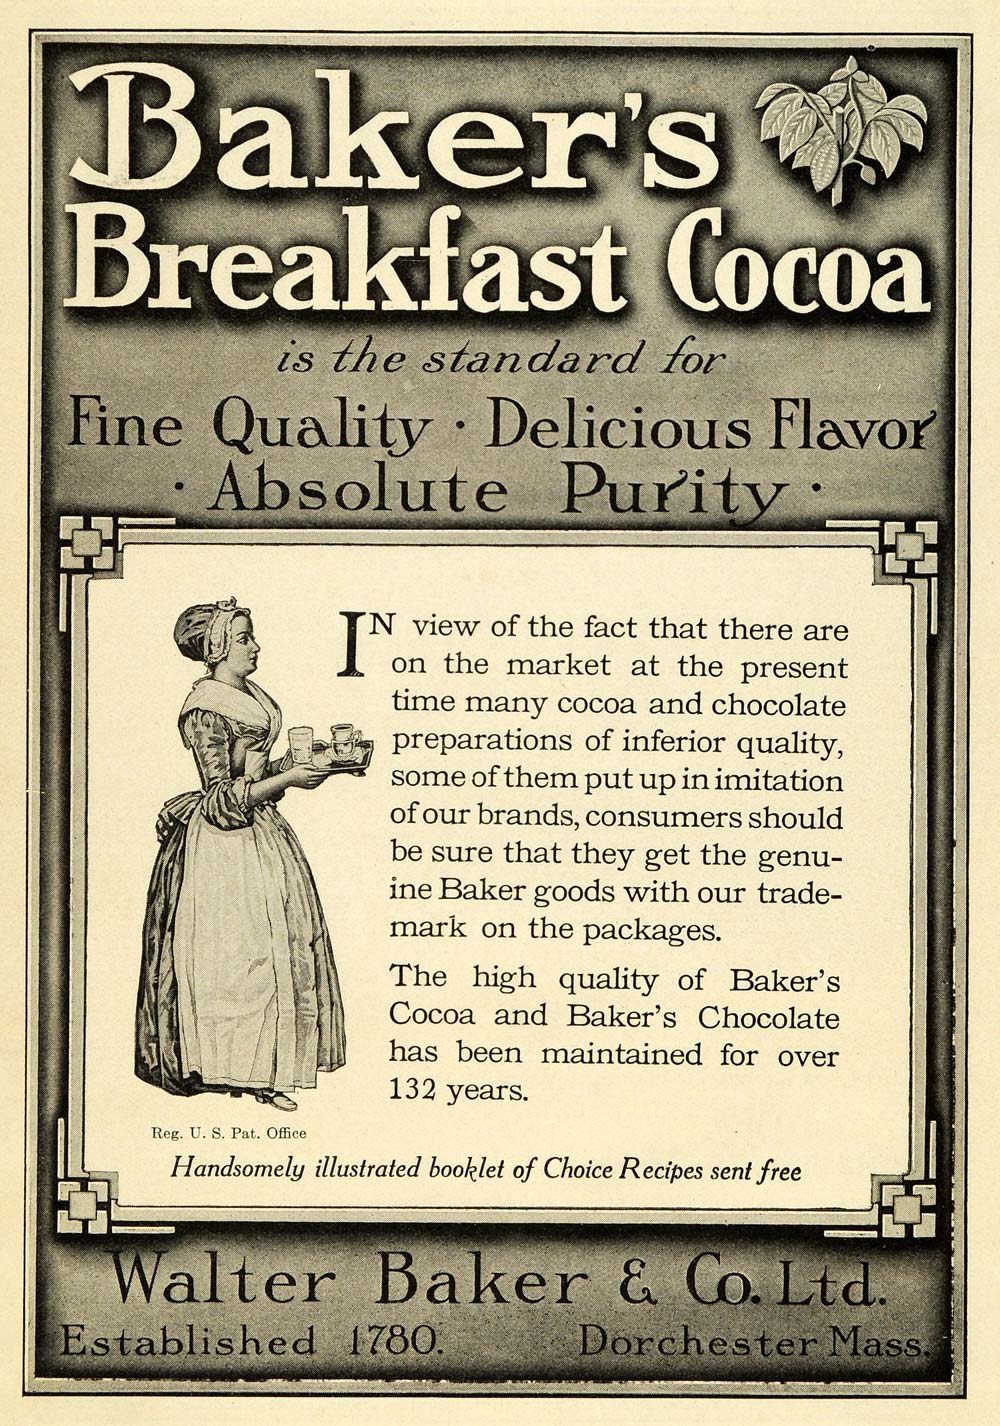 Baker's
Breakfast Cocoa
is the standard for
Fine Quality · Delicious Flavor
· Absolute Purity ·
IN view of the fact that there are
on the market at the present
time many cocoa and chocolate
preparations of inferior quality,
some of them put up in imitation
of our brands, consumers should
be sure that they get the genu-
ine Baker goods with our trade-
mark on the packages.
The high quality of Baker's
Cocoa and Baker's Chocolate
has been maintained for over
132 years.
Reg. U. S. Pat. Office
Handsomely illustrated booklet of Choice Recipes sent free
Walter Baker & Co. Ltd.
Established 1780. Dorchester Mass.